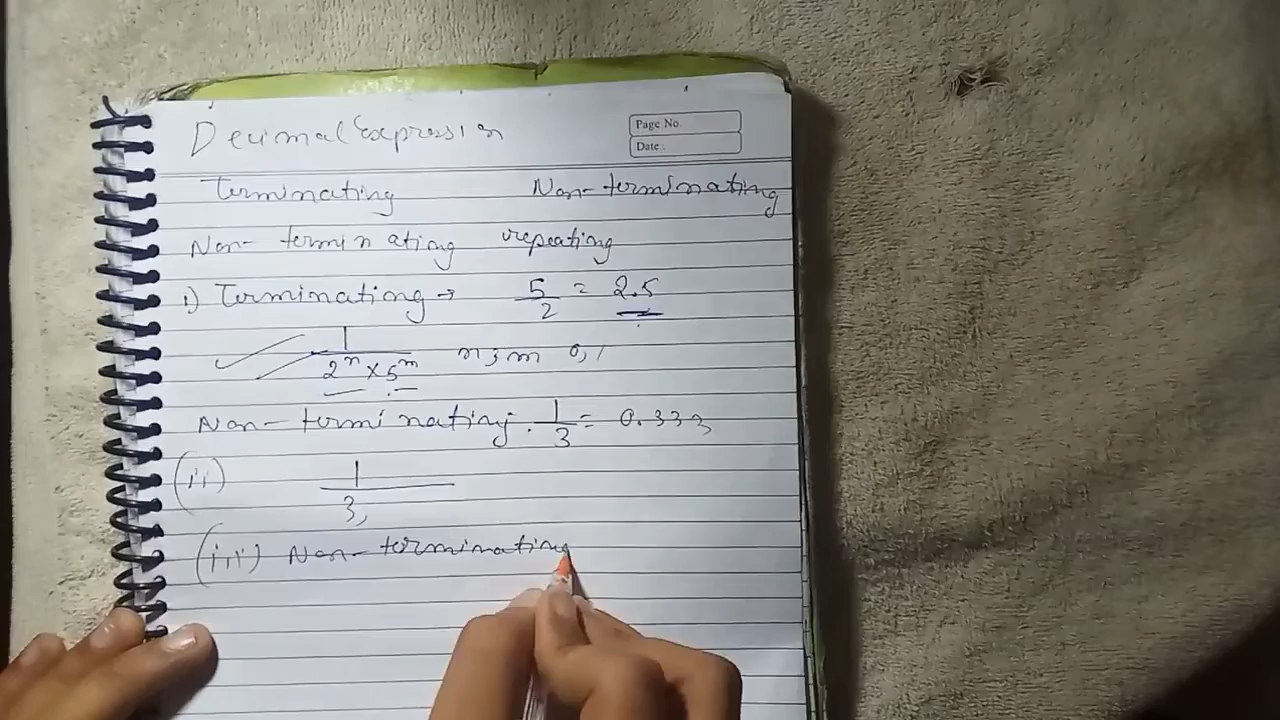 Decimal Expression
Page No.
Date :
Terminating Non-terminating
Non-terminating repeating
i) Terminating → 5/2 = 2.5
1/2^n × 5^m n, m 0, 1
Non-terminating . 1/3 = 0.333
(ii) 1/3,
(iii) Non-terminating